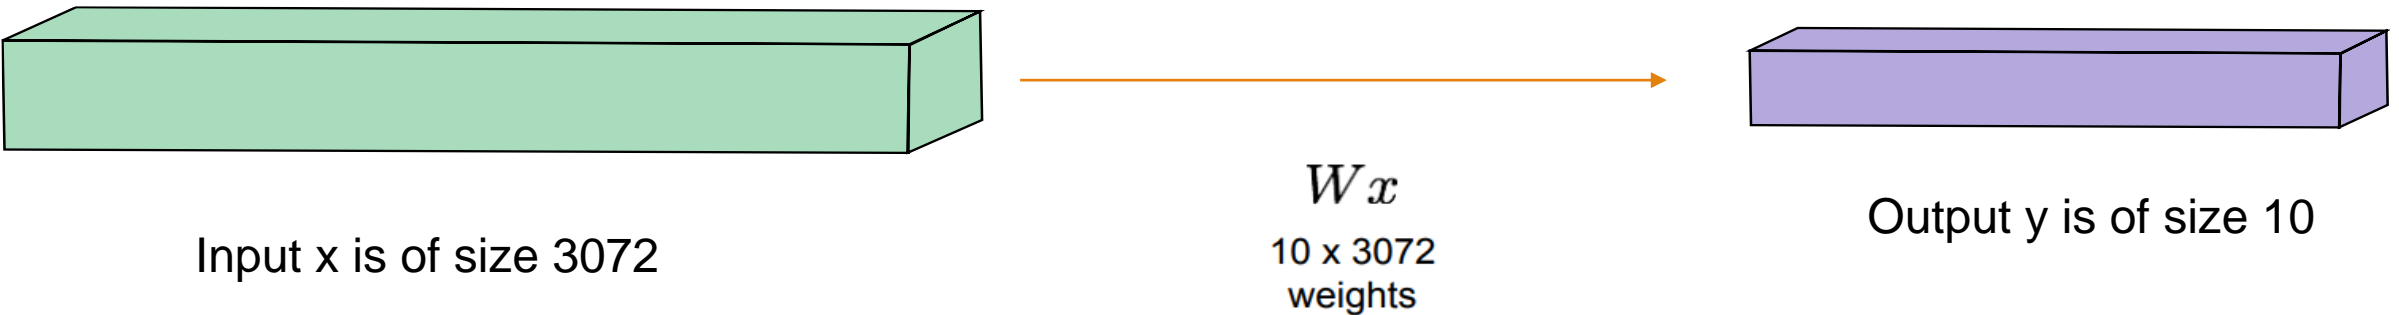 Input x is of size 3072
Wx
10 x 3072
weights
Output y is of size 10